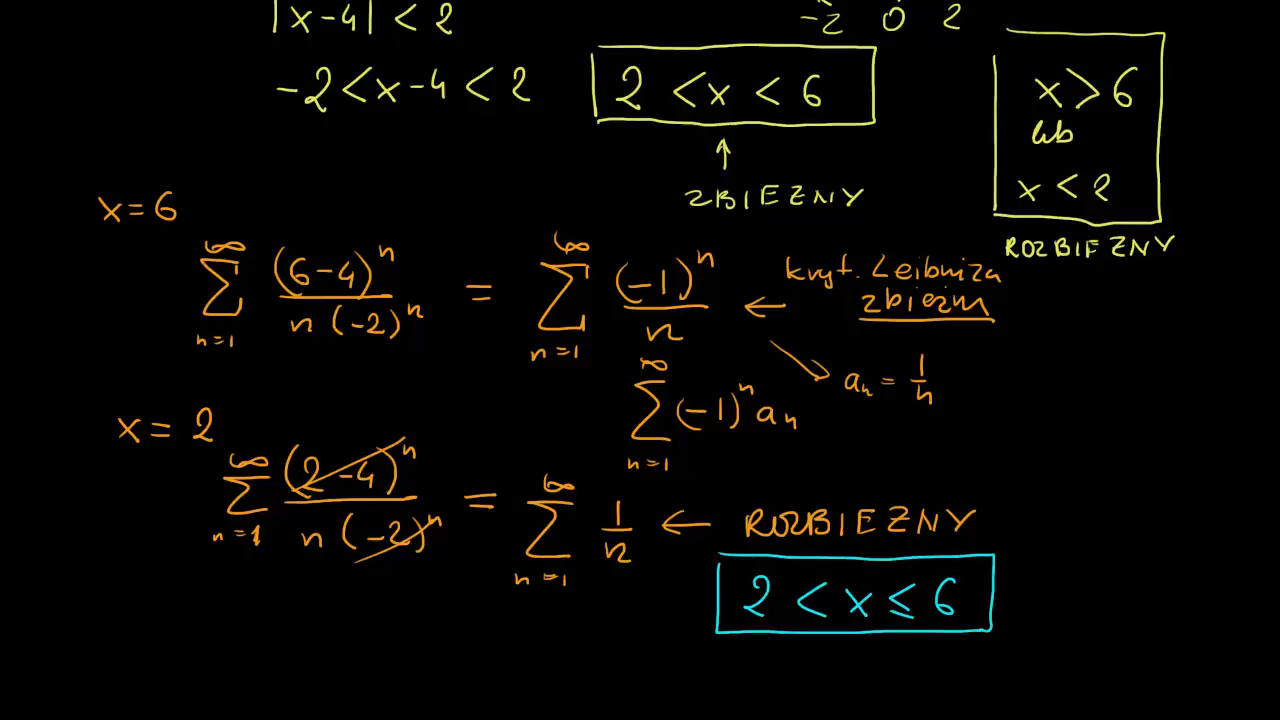 |x-4| < 2
-2 0 2
-2 < x-4 < 2
2 < x < 6
x > 6
lub
x < 2
ZBIEZNY
ROZBIEZNY
x = 6
∑_{n=1}^{∞} (6-4)^n / n(-2)^n = ∑_{n=1}^{∞} (-1)^n / n ←
kryt. Leibniza
zbiezn
a_n = 1/n
∑_{n=1}^{∞} (-1)^n a_n
x = 2
∑_{n=1}^{∞} (2-4)^n / n(-2)^n = ∑_{n=1}^{∞} 1/n ← ROZBIEZNY
2 < x ≤ 6